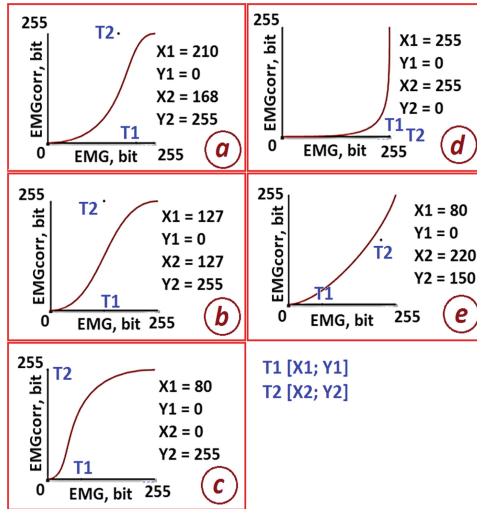 255
EMGcorr, bit
T2
X1 = 210
Y1 = 0
X2 = 168
Y2 = 255
T1
0
EMG, bit
255
a
255
EMGcorr, bit
T2
X1 = 127
Y1 = 0
X2 = 127
Y2 = 255
T1
0
EMG, bit
255
b
255
EMGcorr, bit
T2
X1 = 80
Y1 = 0
X2 = 0
Y2 = 255
T1
0
EMG, bit
255
c
255
EMGcorr, bit
X1 = 255
Y1 = 0
X2 = 255
Y2 = 0
T1
T2
0
EMG, bit
255
d
255
EMGcorr, bit
X1 = 80
Y1 = 0
X2 = 220
Y2 = 150
T2
T1
0
EMG, bit
255
e
T1 [X1; Y1]
T2 [X2; Y2]